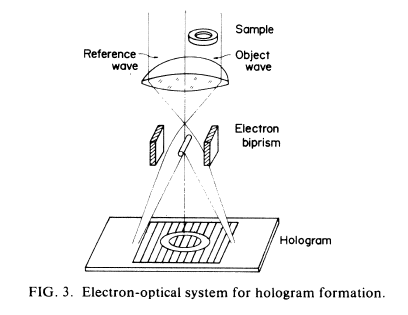 Sample
Reference
wave
Object
wave
Electron
biprism
Hologram
FIG. 3. Electron-optical system for hologram formation.